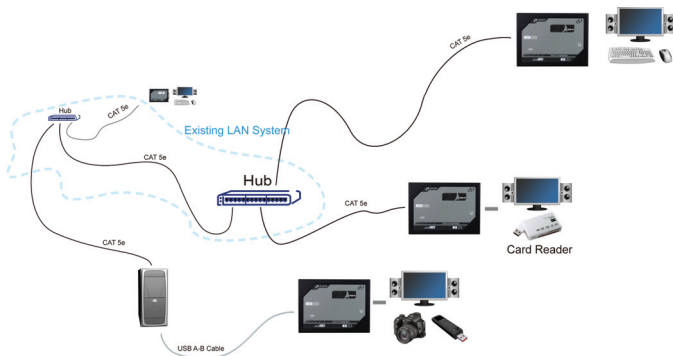 CAT 5e
CAT 5e
Hub
Existing LAN System
CAT 5e
Hub
CAT 5e
Card Reader
CAT 5e
USB A-B Cable